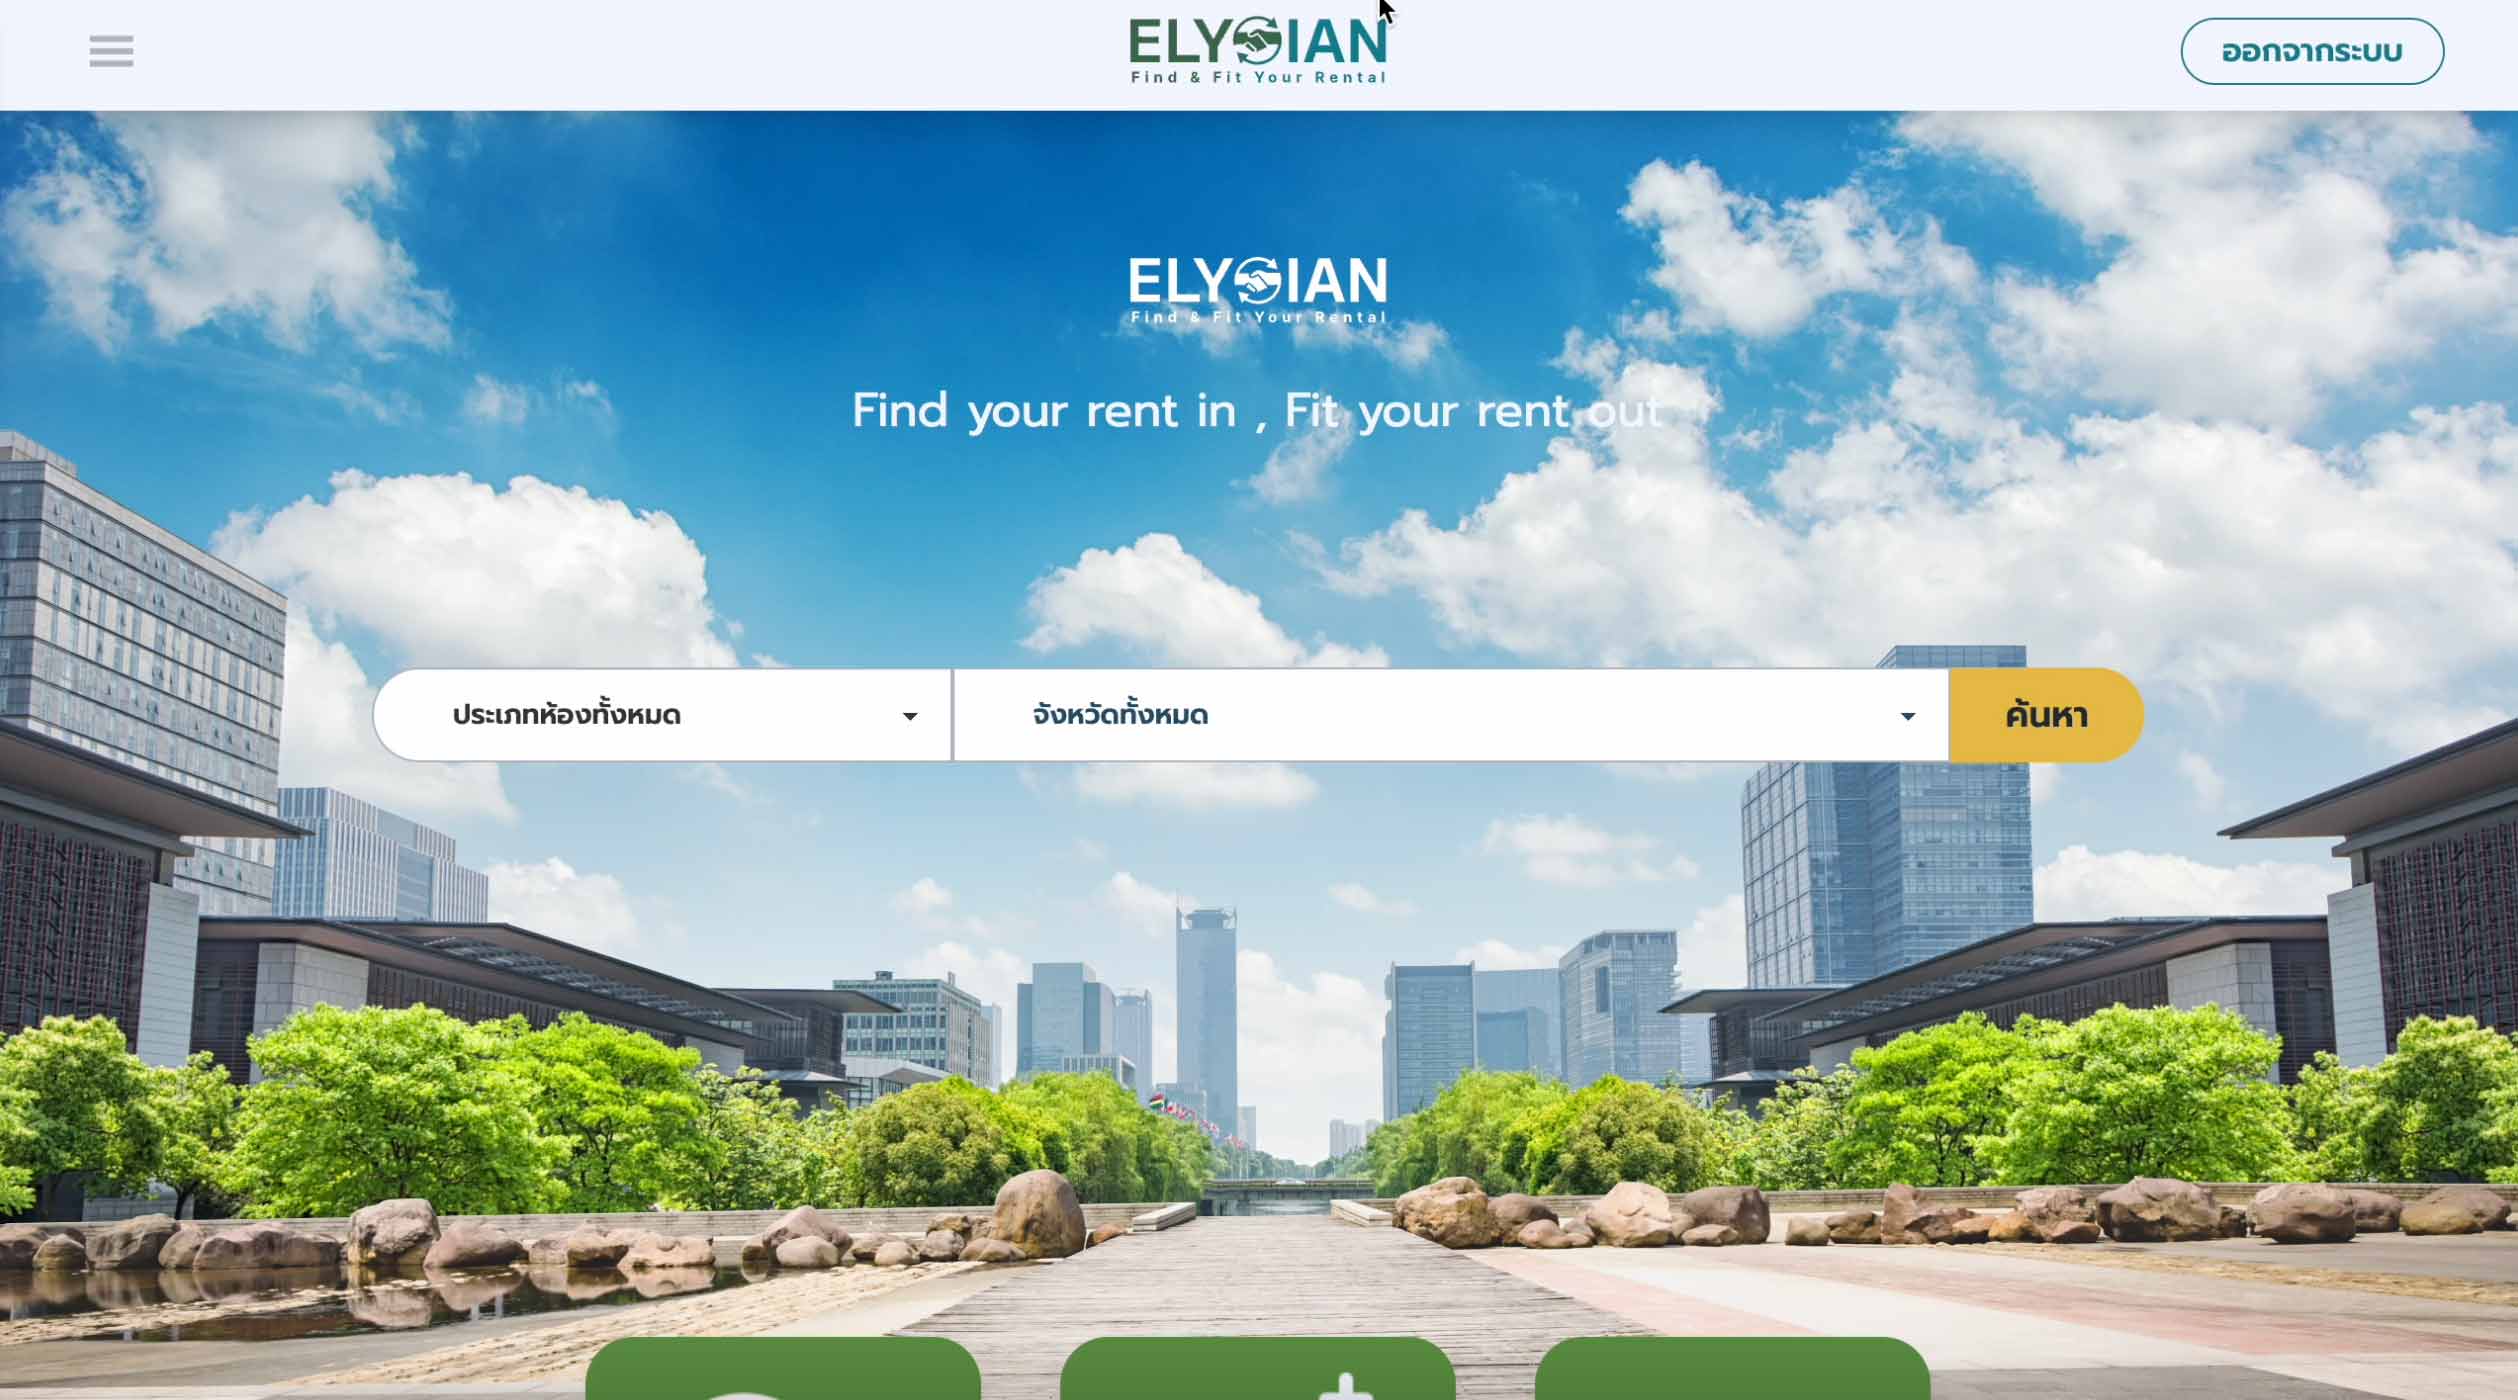 ELYSIAN
Find & Fit Your Rental
ออกจากระบบ
ELYSIAN
Find & Fit Your Rental
Find your rent in , Fit your rent out
ประเภทห้องทั้งหมด
จังหวัดทั้งหมด
ค้นหา